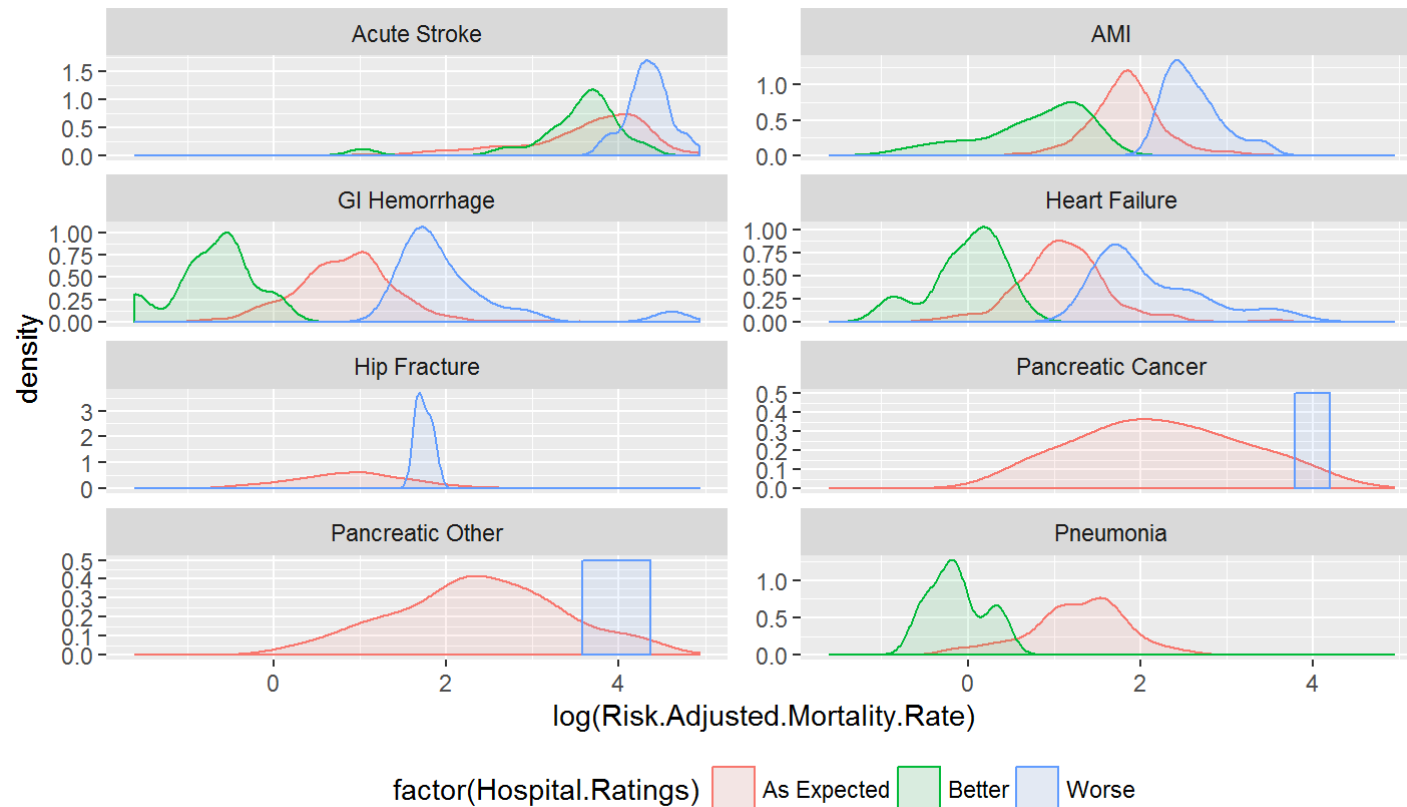 Acute Stroke
AMI
1.5
1.0
0.5
0.0
1.0
0.5
0.0
GI Hemorrhage
Heart Failure
1.00
0.75
0.50
0.25
0.00
1.00
0.75
0.50
0.25
0.00
Hip Fracture
Pancreatic Cancer
3
2
1
0
0.5
0.4
0.3
0.2
0.1
0.0
Pancreatic Other
Pneumonia
0.5
0.4
0.3
0.2
0.1
0.0
1.0
0.5
0.0
density
0 2 4
0 2 4
log(Risk.Adjusted.Mortality.Rate)
factor(Hospital.Ratings) As Expected Better Worse